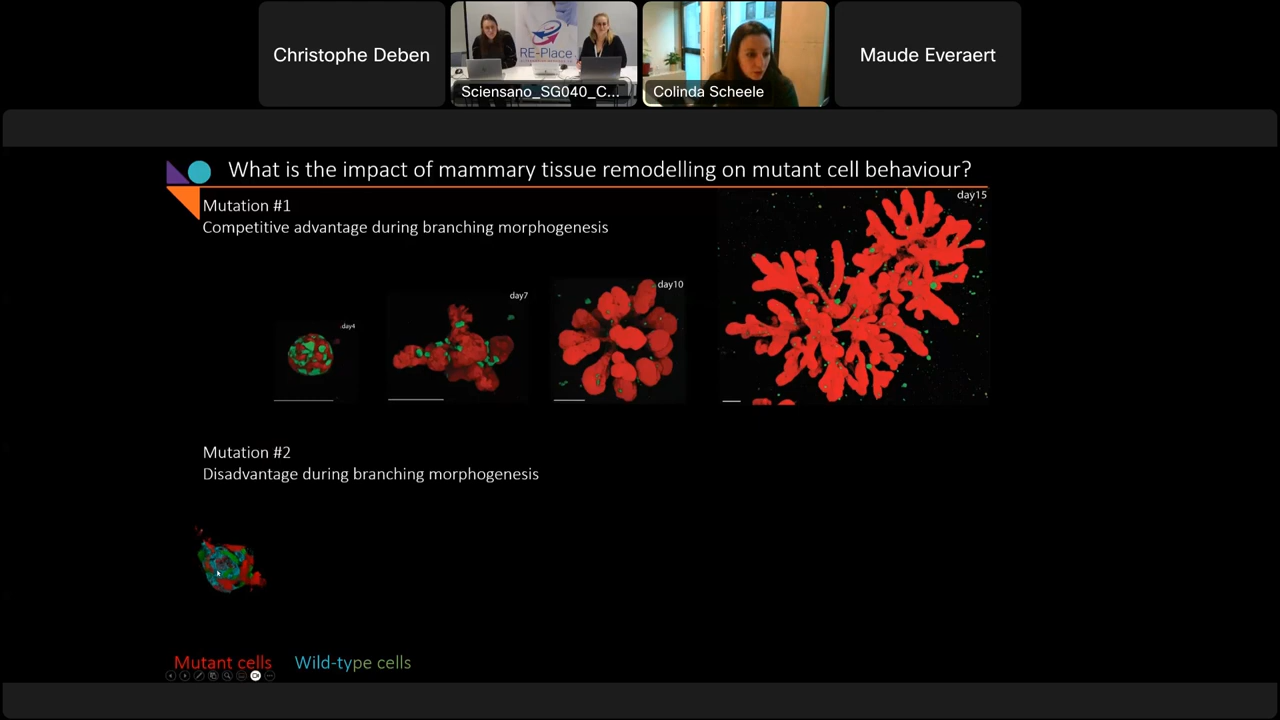 Christophe Deben
RE-Place
Sciensano_SG040_C...
Colinda Scheele
Maude Everaert
What is the impact of mammary tissue remodelling on mutant cell behaviour?
Mutation #1
Competitive advantage during branching morphogenesis
day4
day7
day10
day15
Mutation #2
Disadvantage during branching morphogenesis
Mutant cells
Wild-type cells